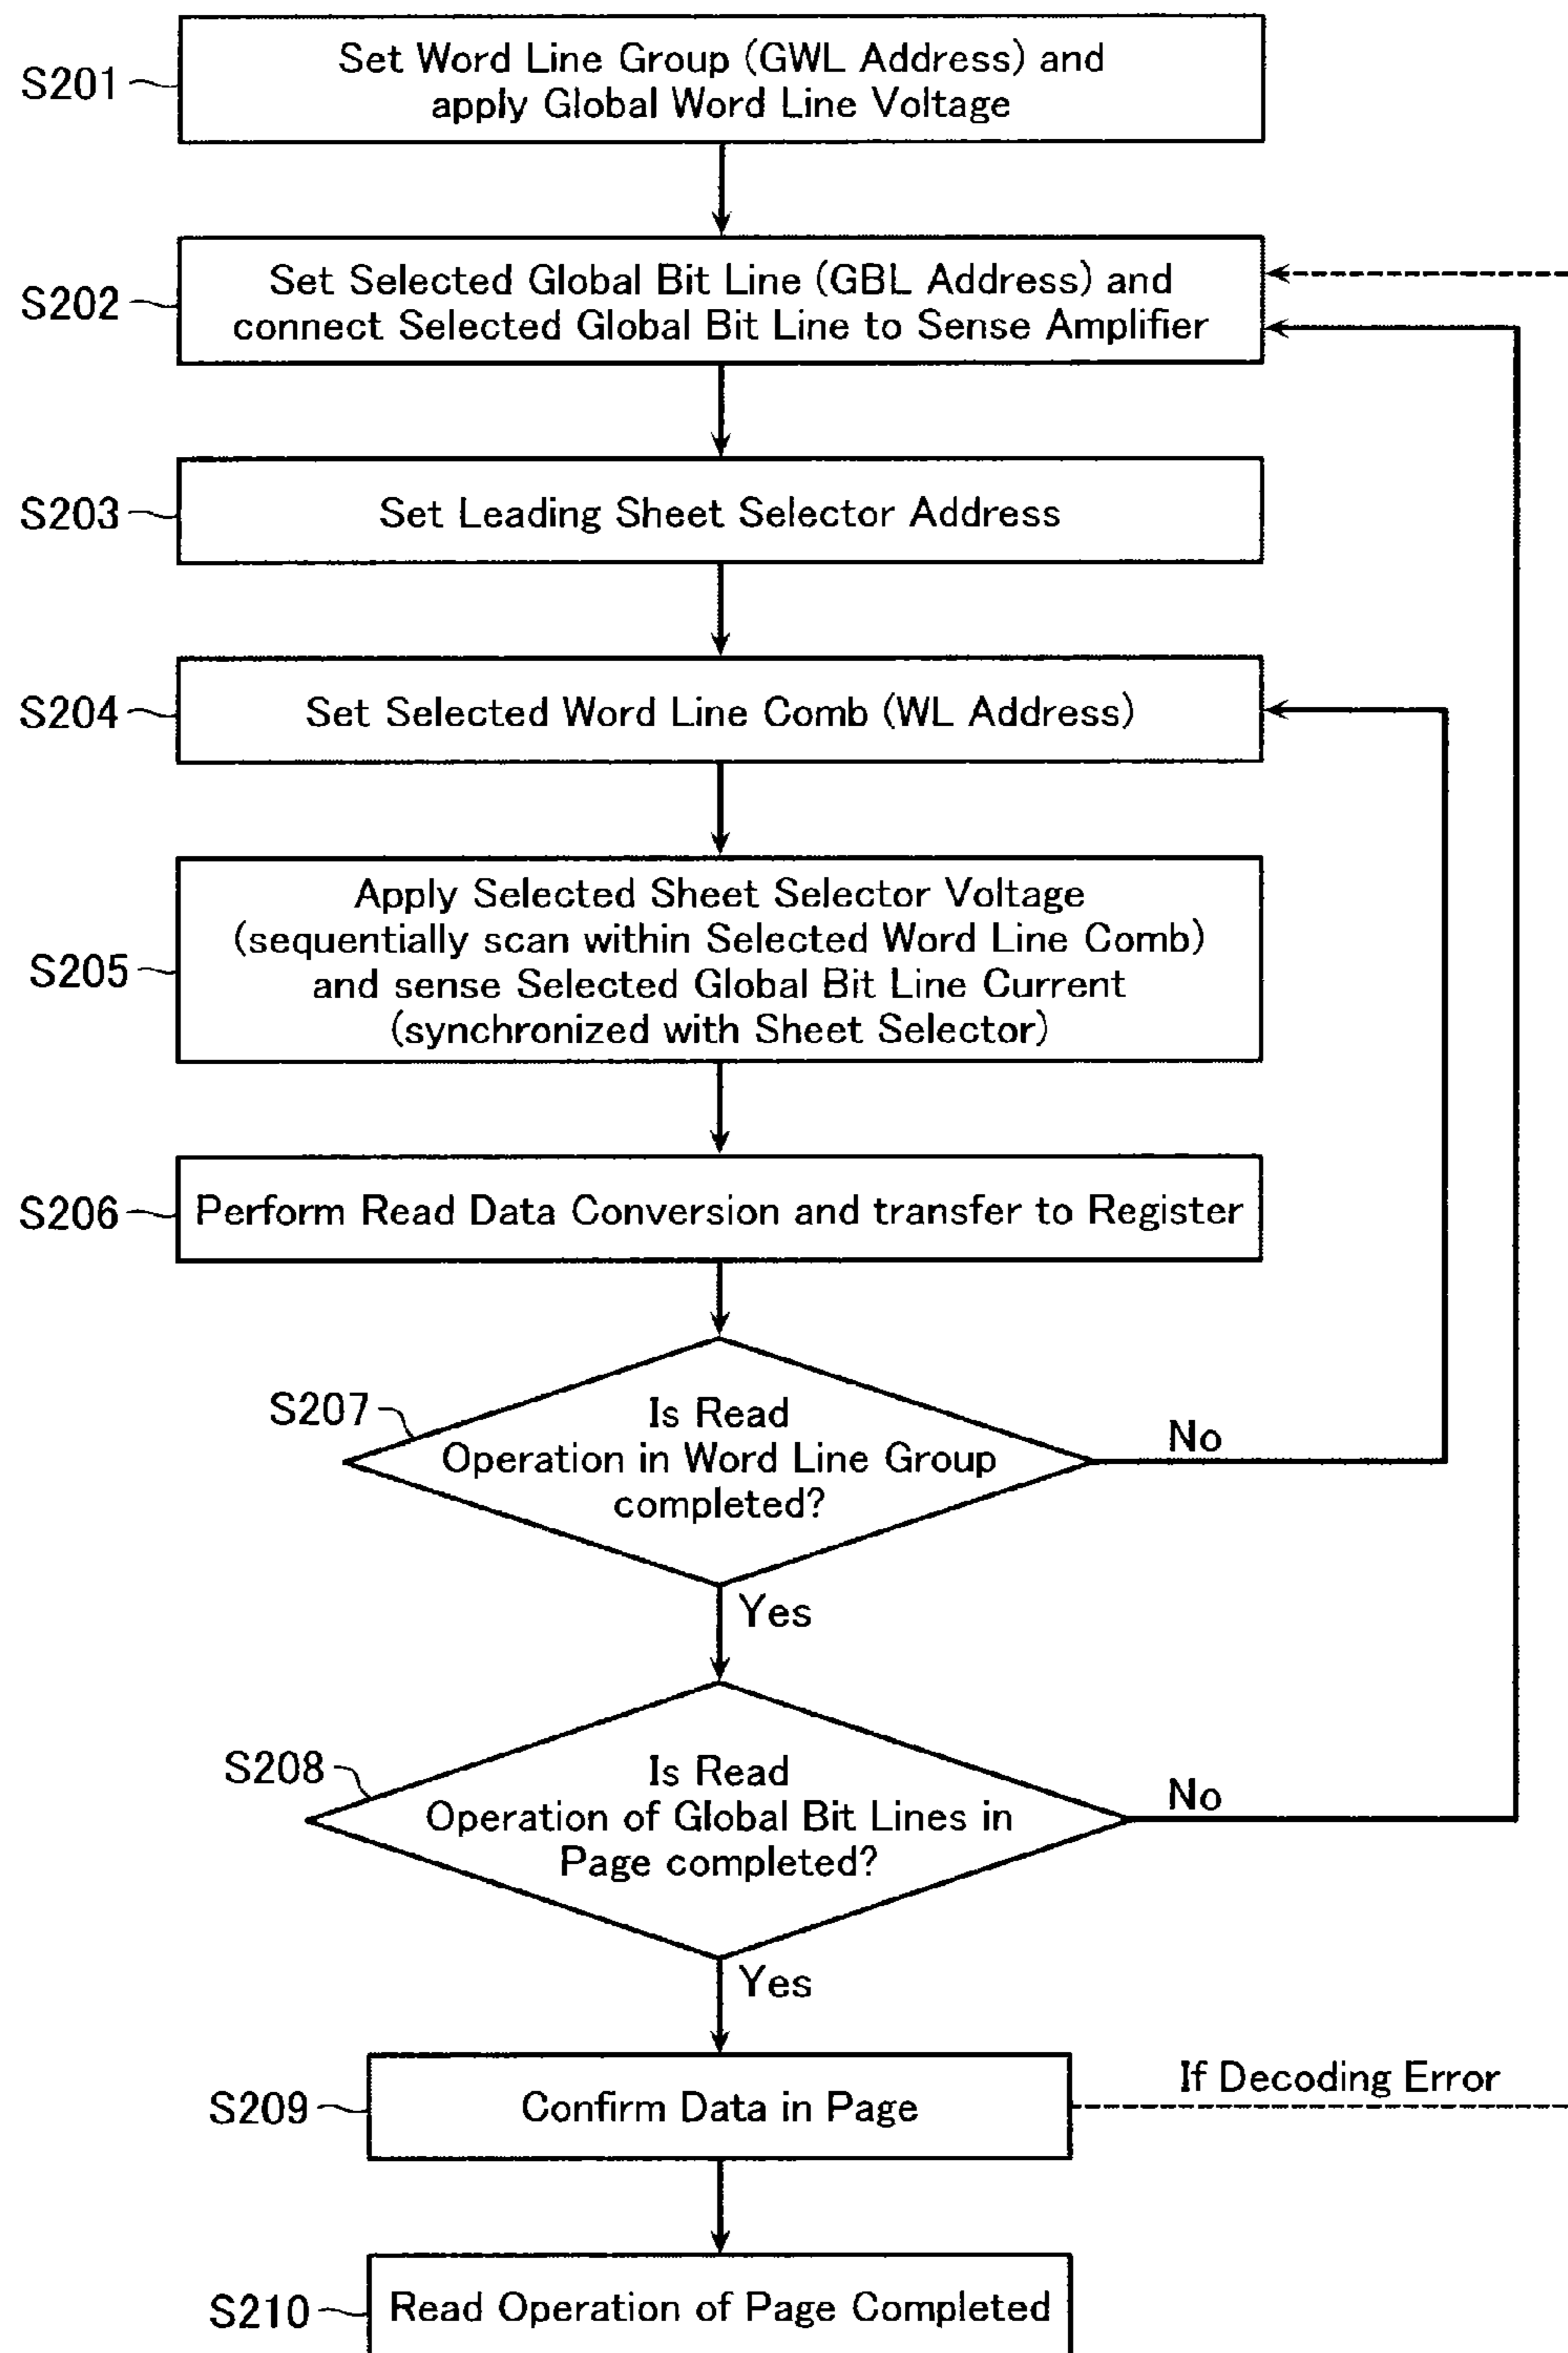 S201
Set Word Line Group (GWL Address) and
apply Global Word Line Voltage
S202
Set Selected Global Bit Line (GBL Address) and
connect Selected Global Bit Line to Sense Amplifier
S203
Set Leading Sheet Selector Address
S204
Set Selected Word Line Comb (WL Address)
S205
Apply Selected Sheet Selector Voltage
(sequentially scan within Selected Word Line Comb)
and sense Selected Global Bit Line Current
(synchronized with Sheet Selector)
S206
Perform Read Data Conversion and transfer to Register
S207
Is Read
Operation in Word Line Group
completed?
No
Yes
S208
Is Read
Operation of Global Bit Lines in
Page completed?
No
Yes
S209
Confirm Data in Page
If Decoding Error
S210
Read Operation of Page Completed